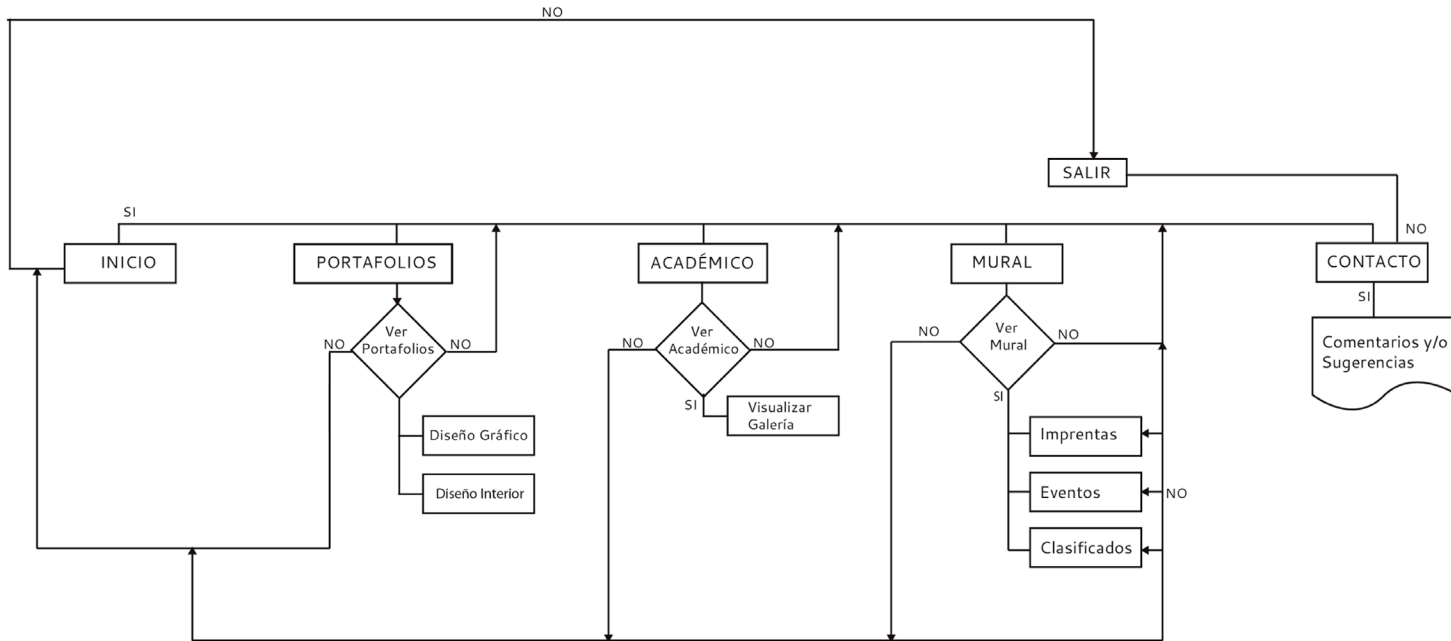 NO
SALIR
SI
NO
INICIO
PORTAFOLIOS
ACADÉMICO
MURAL
CONTACTO
SI
Ver
Portafolios
NO
NO
Ver
Académico
NO
NO
Ver
Mural
NO
NO
Comentarios y/o
Sugerencias
SI
Visualizar
Galería
SI
Diseño Gráfico
Diseño Interior
Imprentas
Eventos
NO
Clasificados